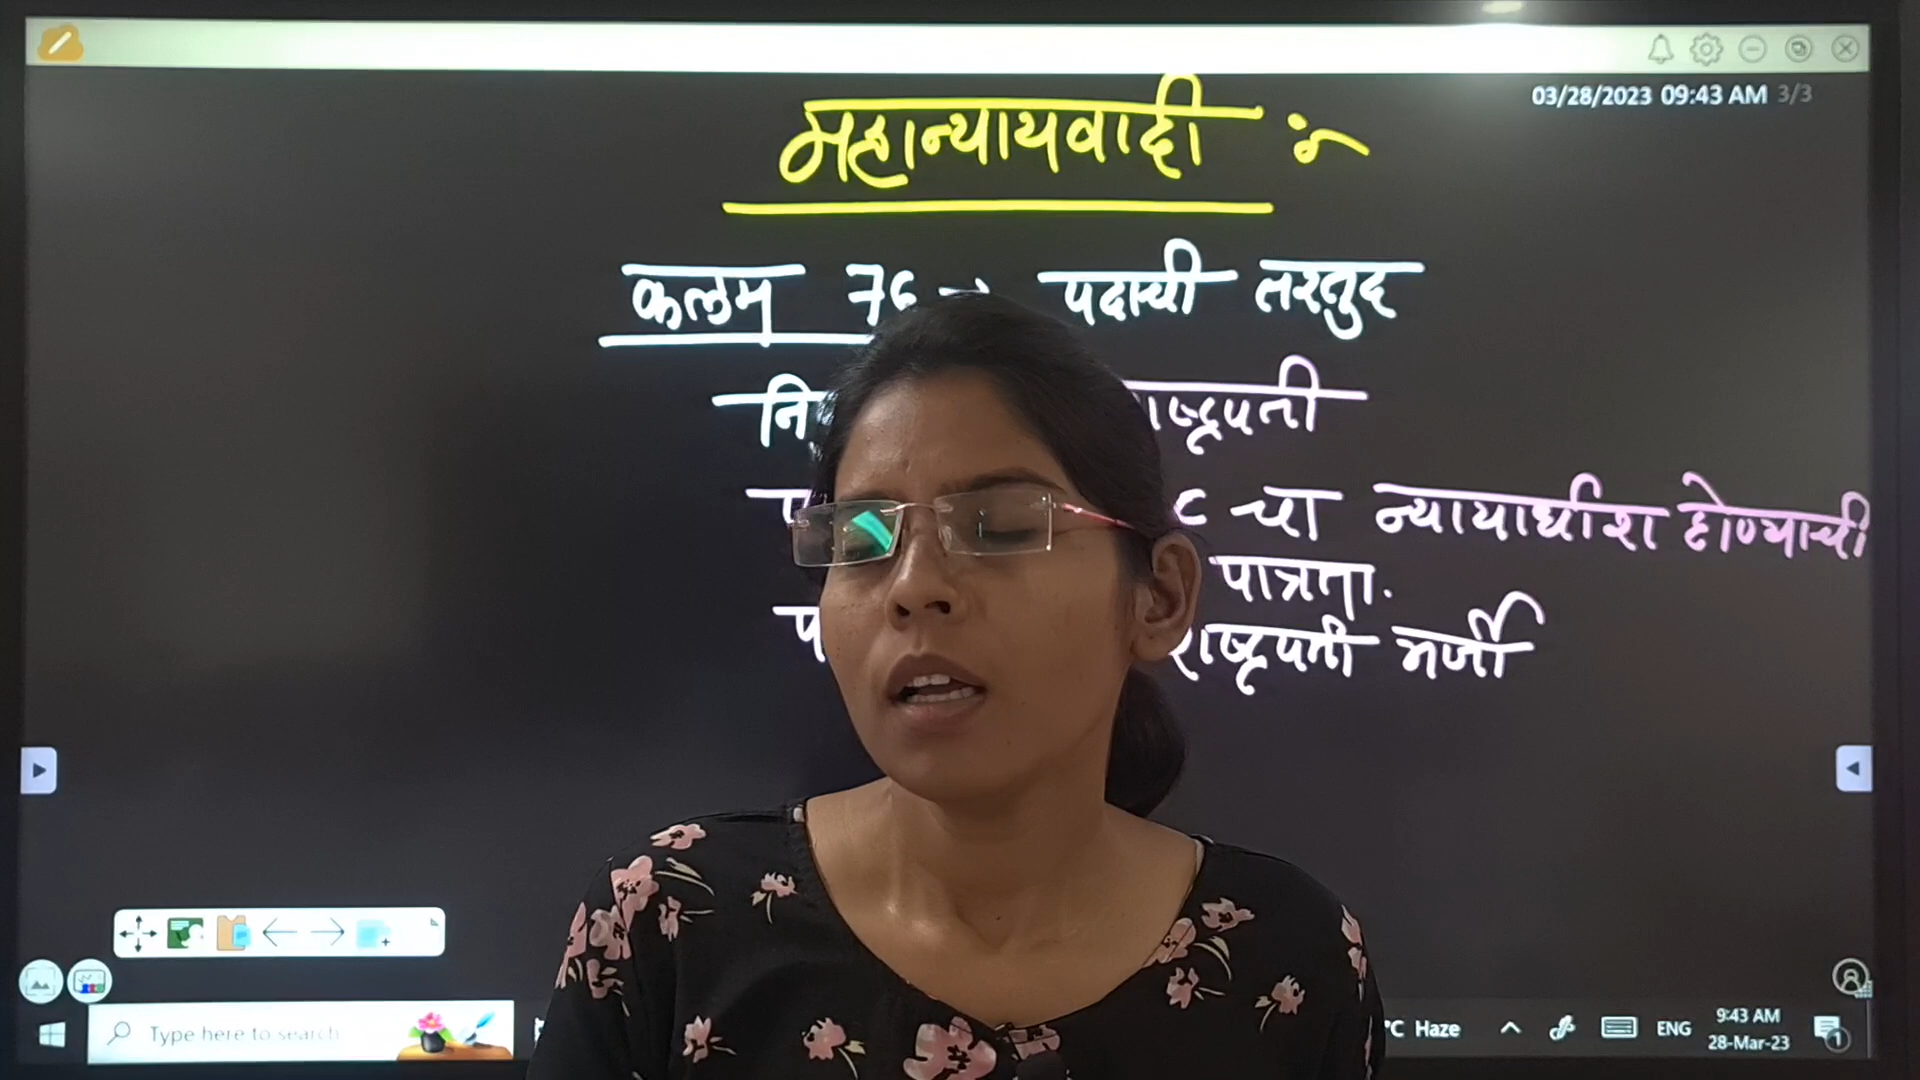 03/28/2023 09:43 AM 3/3
महान्यायवादी :-
कलम 76 → पदाची तरतुद
नि ाष्ट्रपती
C चा न्यायाधीश होण्याची
पात्रता.
राष्ट्रपती मर्जी
Type here to search
°C Haze
ENG
9:43 AM
28-Mar-23
1